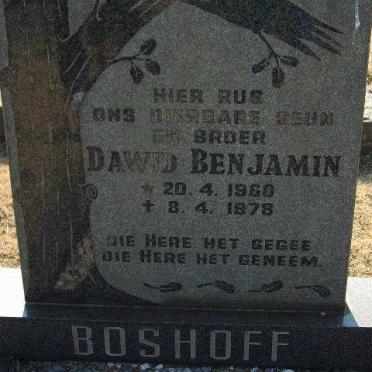 HIER RUS
ONS DIERBARE SEUN
EN BROER
DAWID BENJAMIN
* 20. 4. 1960
† 8. 4. 1978
DIE HERE HET GEGEE
DIE HERE HET GENEEM.
BOSHOFF